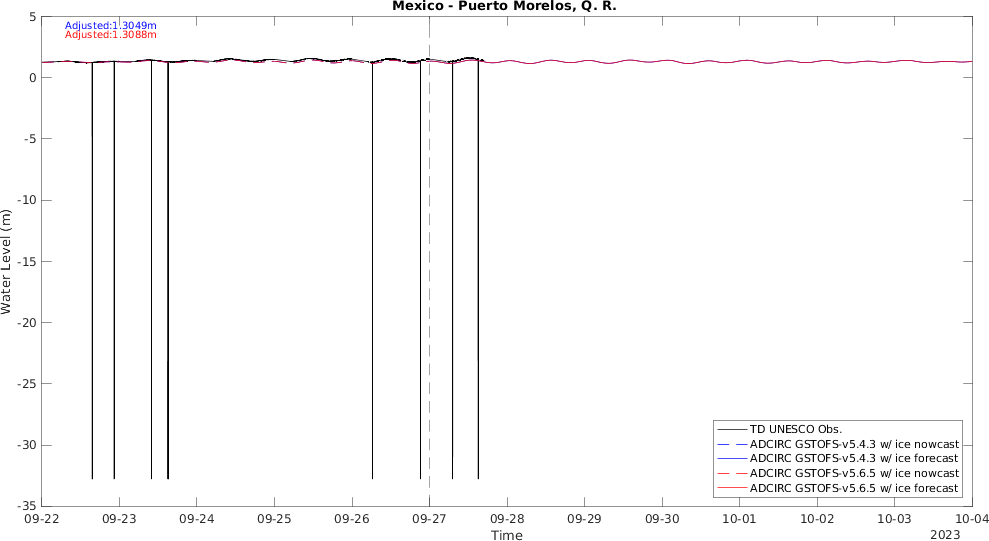 Mexico - Puerto Morelos, Q. R.
Adjusted:1.3049m
Adjusted:1.3088m
5
0
-5
-10
-15
-20
-25
-30
-35
Water Level (m)
TD UNESCO Obs.
ADCIRC GSTOFS-v5.4.3 w/ ice nowcast
ADCIRC GSTOFS-v5.4.3 w/ ice forecast
ADCIRC GSTOFS-v5.6.5 w/ ice nowcast
ADCIRC GSTOFS-v5.6.5 w/ ice forecast
09-22 09-23 09-24 09-25 09-26 09-27 09-28 09-29 09-30 10-01 10-02 10-03 10-04
Time
2023